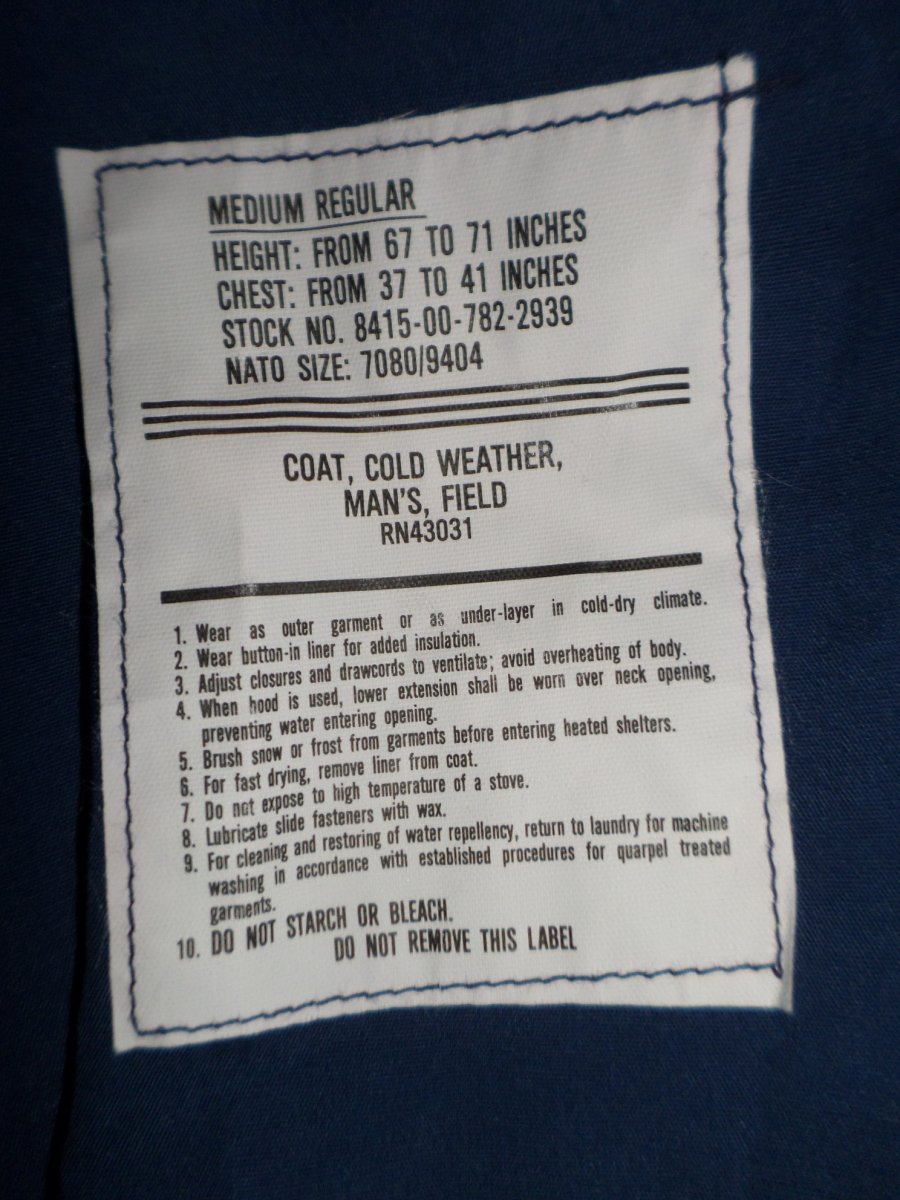 MEDIUM REGULAR
HEIGHT: FROM 67 TO 71 INCHES
CHEST: FROM 37 TO 41 INCHES
STOCK NO. 8415-00-782-2939
NATO SIZE: 7080/9404
COAT, COLD WEATHER,
MAN'S, FIELD
RN43031
1. Wear as outer garment or as under-layer in cold-dry climate.
2. Wear button-in liner for added insulation.
3. Adjust closures and drawcords to ventilate; avoid overheating of body.
4. When hood is used, lower extension shall be worn over neck opening,
preventing water entering opening.
5. Brush snow or frost from garments before entering heated shelters.
6. For fast drying, remove liner from coat.
7. Do not expose to high temperature of a stove.
8. Lubricate slide fasteners with wax.
9. For cleaning and restoring of water repellency, return to laundry for machine
washing in accordance with established procedures for quarpel treated
garments.
10. DO NOT STARCH OR BLEACH.
DO NOT REMOVE THIS LABEL